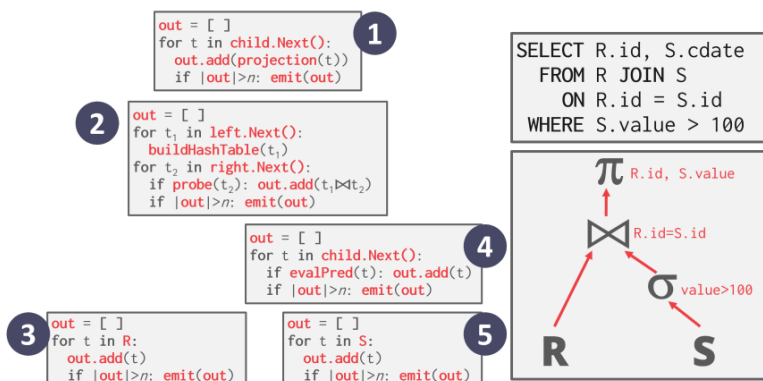 1
out = [ ]
for t in child.Next():
out.add(projection(t))
if |out|>n: emit(out)
2
out = [ ]
for t₁ in left.Next():
buildHashTable(t₁)
for t₂ in right.Next():
if probe(t₂): out.add(t₁⨝t₂)
if |out|>n: emit(out)
4
out = [ ]
for t in child.Next():
if evalPred(t): out.add(t)
if |out|>n: emit(out)
3
out = [ ]
for t in R:
out.add(t)
if |out|>n: emit(out)
5
out = [ ]
for t in S:
out.add(t)
if |out|>n: emit(out)
SELECT R.id, S.cdate
FROM R JOIN S
ON R.id = S.id
WHERE S.value > 100
π R.id, S.value
⨝ R.id=S.id
σ value>100
R S